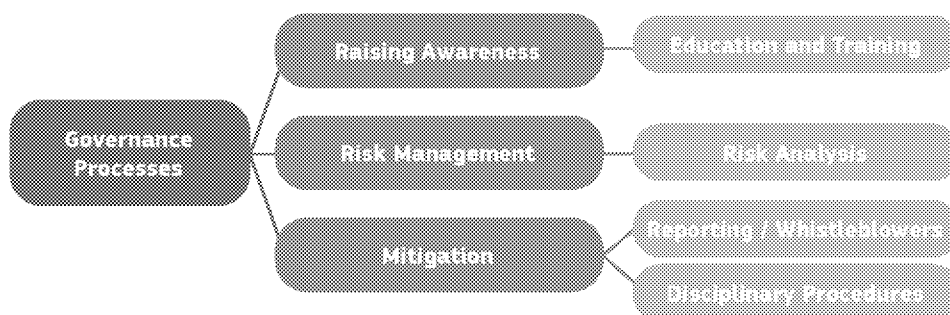 Raising Awareness
Education and Training
Governance
Processes
Risk Management
Risk Analysis
Mitigation
Reporting / Whistleblowers
Disciplinary Procedures